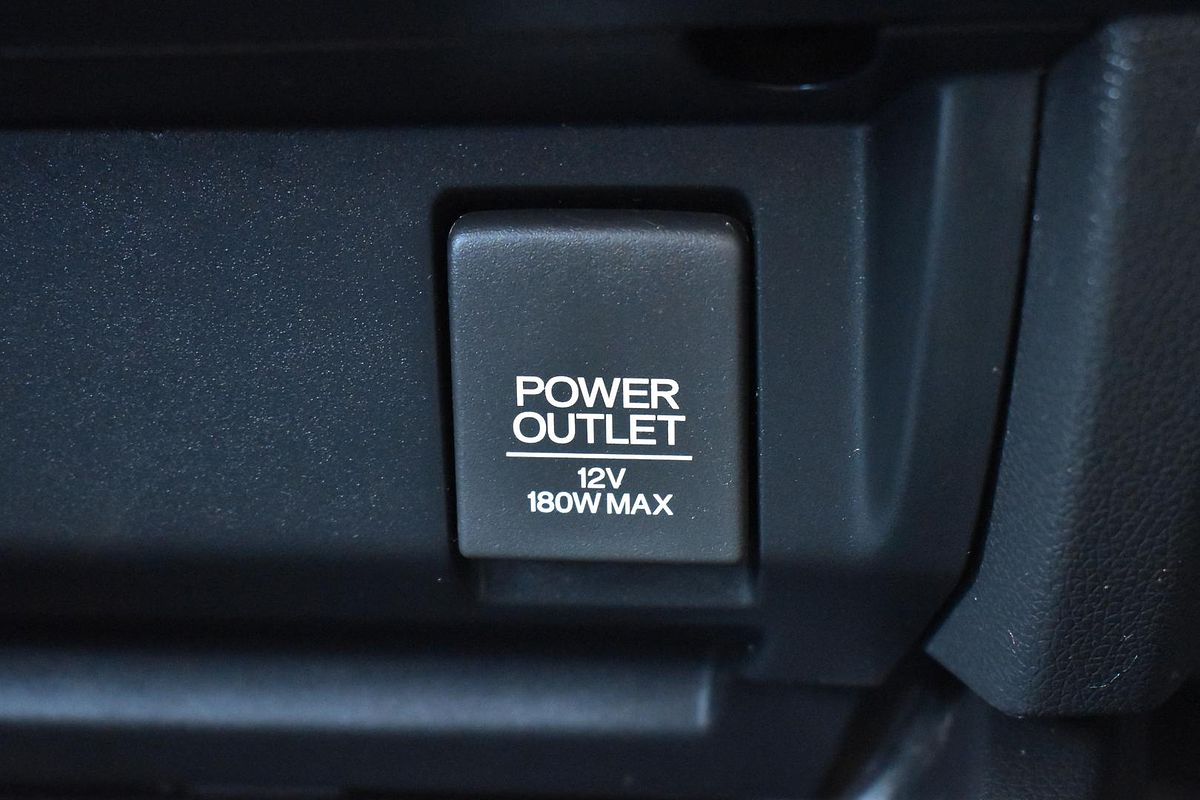 POWER
OUTLET
12V
180W MAX